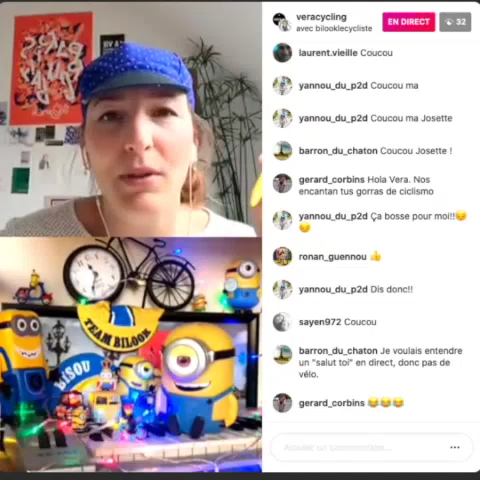 veracycling
avec bilooklecycliste
EN DIRECT
32
laurent.vieille Coucou
yannou_du_p2d Coucou ma
yannou_du_p2d Coucou ma Josette
barron_du_chaton Coucou Josette !
gerard_corbins Hola Vera. Nos
encantan tus gorras de ciclismo
yannou_du_p2d Ça bosse pour moi!!😏
😏
ronan_guennou 👍
yannou_du_p2d Dis donc!!
sayen972 Coucou
barron_du_chaton Je voulais entendre
un "salut toi" en direct, donc pas de
vélo.
gerard_corbins 😂😂😂
Ajouter un commentaire...
TEAM BILOOK
BISOU